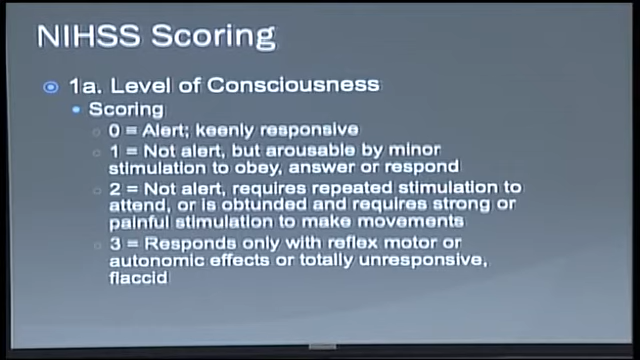 NIHSS Scoring
1a. Level of Consciousness
Scoring
0 = Alert; keenly responsive
1 = Not alert, but arousable by minor
stimulation to obey, answer or respond
2 = Not alert, requires repeated stimulation to
attend, or is obtunded and requires strong or
painful stimulation to make movements
3 = Responds only with reflex motor or
autonomic effects or totally unresponsive,
flaccid